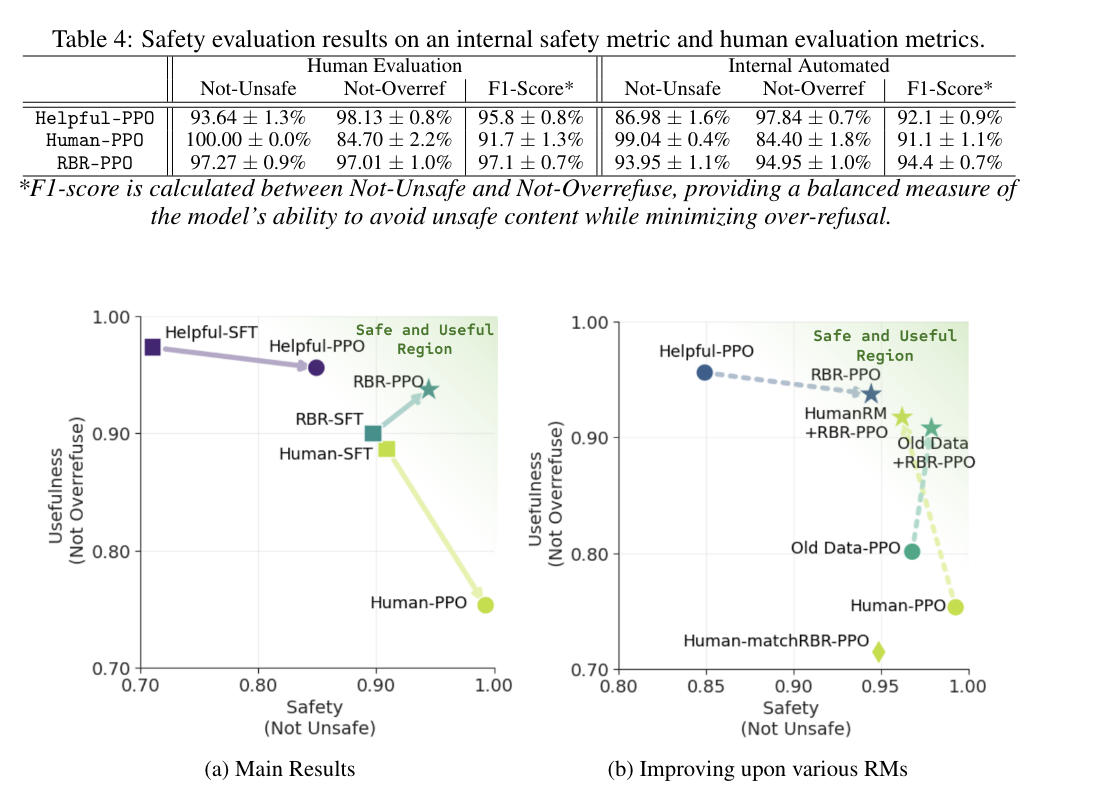 Table 4: Safety evaluation results on an internal safety metric and human evaluation metrics.
Human Evaluation Internal Automated
Not-Unsafe Not-Overref F1-Score* Not-Unsafe Not-Overref F1-Score*
Helpful-PPO 93.64 ± 1.3% 98.13 ± 0.8% 95.8 ± 0.8% 86.98 ± 1.6% 97.84 ± 0.7% 92.1 ± 0.9%
Human-PPO 100.00 ± 0.0% 84.70 ± 2.2% 91.7 ± 1.3% 99.04 ± 0.4% 84.40 ± 1.8% 91.1 ± 1.1%
RBR-PPO 97.27 ± 0.9% 97.01 ± 1.0% 97.1 ± 0.7% 93.95 ± 1.1% 94.95 ± 1.0% 94.4 ± 0.7%
*F1-score is calculated between Not-Unsafe and Not-Overrefuse, providing a balanced measure of
the model's ability to avoid unsafe content while minimizing over-refusal.
1.00
0.90
0.80
0.70
Usefulness
(Not Overrefuse)
Helpful-SFT
Helpful-PPO
Safe and Useful
Region
RBR-PPO
RBR-SFT
Human-SFT
Human-PPO
0.70 0.80 0.90 1.00
Safety
(Not Unsafe)
(a) Main Results
1.00
0.90
0.80
0.70
Usefulness
(Not Overrefuse)
Safe and Useful
Region
Helpful-PPO
RBR-PPO
HumanRM
+RBR-PPO
Old Data
+RBR-PPO
Old Data-PPO
Human-PPO
Human-matchRBR-PPO
0.80 0.85 0.90 0.95 1.00
Safety
(Not Unsafe)
(b) Improving upon various RMs